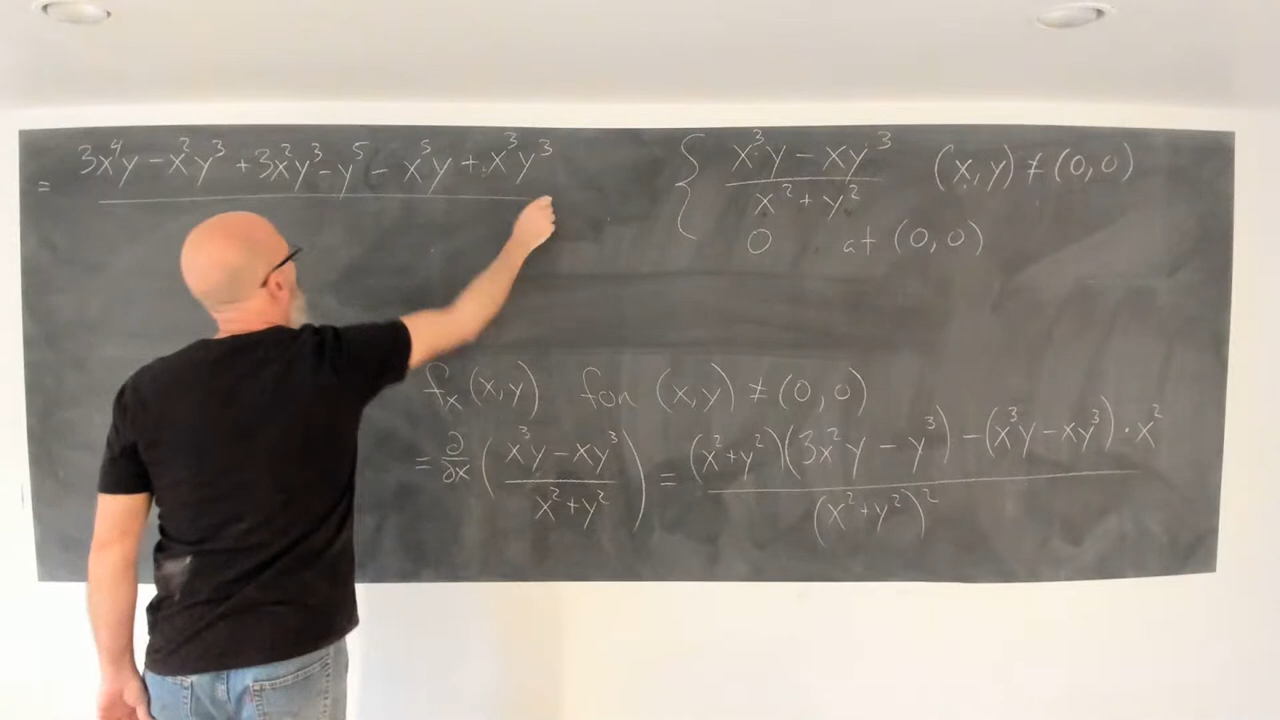 = (3x⁴y − x²y³ + 3x²y³ − y⁵ − x⁵y + x³y³) / 
{ (x³y − xy³) / (x² + y²) (x,y) ≠ (0,0)
0 at (0,0)
fₓ(x,y) for (x,y) ≠ (0,0)
= ∂/∂x ((x³y − xy³) / (x² + y²)) = ((x² + y²)(3x²y − y³) − (x³y − xy³)·x²) / (x² + y²)²